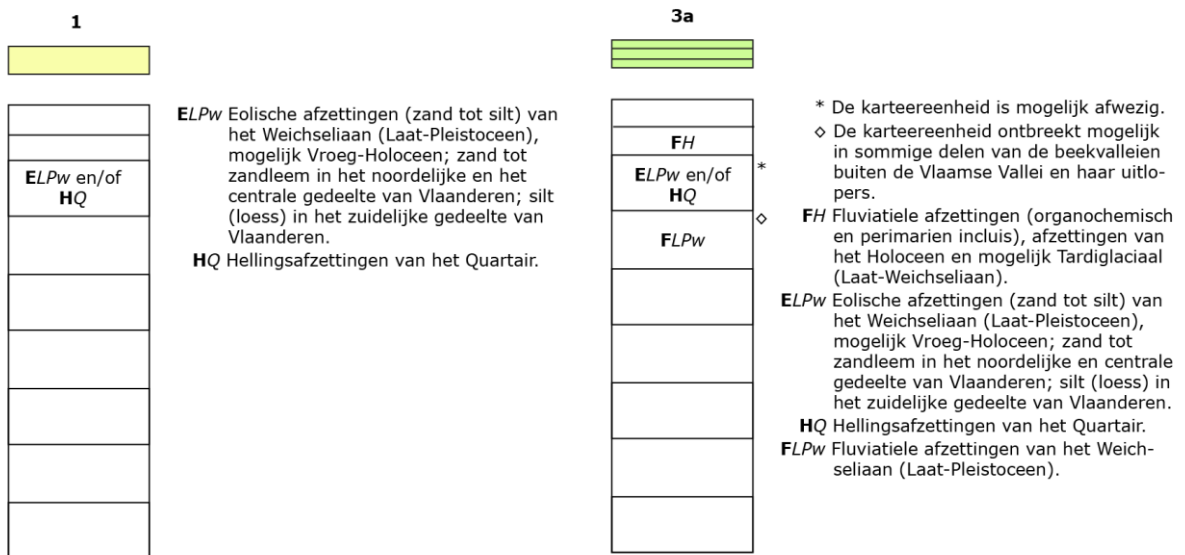 1
ELPw en/of
HQ
ELPw Eolische afzettingen (zand tot silt) van
het Weichseliaan (Laat-Pleistoceen),
mogelijk Vroeg-Holoceen; zand tot
zandleem in het noordelijke en het
centrale gedeelte van Vlaanderen; silt
(loess) in het zuidelijke gedeelte van
Vlaanderen.
HQ Hellingsafzettingen van het Quartair.
3a
FH
ELPw en/of
HQ
*
FLPw
◊
* De karteereenheid is mogelijk afwezig.
◊ De karteereenheid ontbreekt mogelijk
in sommige delen van de beekvalleien
buiten de Vlaamse Vallei en haar uitlo-
pers.
FH Fluviatiele afzettingen (organochemisch
en perimarien incluis), afzettingen van
het Holoceen en mogelijk Tardiglaciaal
(Laat-Weichseliaan).
ELPw Eolische afzettingen (zand tot silt) van
het Weichseliaan (Laat-Pleistoceen),
mogelijk Vroeg-Holoceen; zand tot
zandleem in het noordelijke en centrale
gedeelte van Vlaanderen; silt (loess) in
het zuidelijke gedeelte van Vlaanderen.
HQ Hellingsafzettingen van het Quartair.
FLPw Fluviatiele afzettingen van het Weich-
seliaan (Laat-Pleistoceen).